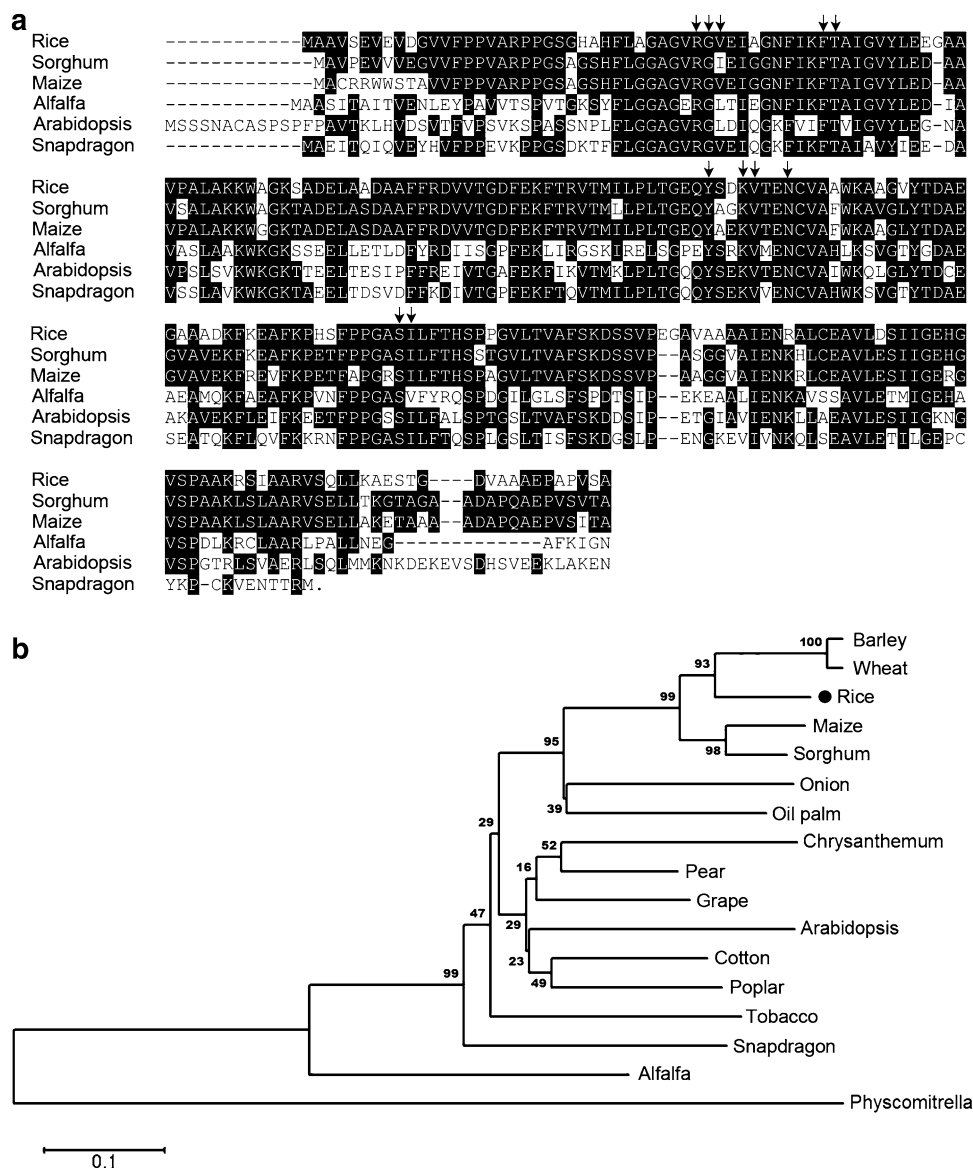 a
Rice ------------MAAVSEVEVDGVVFPPVARPPGSGHAHFLAGAGVRGVEIAGNFIKFTAIGVYLEEGAA
Sorghum -------------MAVPEVVVEGVVFPPVARPPGSAGSHFLGGAGVRGIEIGGNFIKFTAIGVYLED-AA
Maize -------------MACRRWWSTAVVFPPVARPPGSAGSHFLGGAGVRGVEIGGNFIKFTAIGVYLED-AA
Alfalfa -----------MAASITAITVENLEYPAVVTSPVTGKSYFLGGAGERGLTIEGNFIKFTAIGVYLED-IA
Arabidopsis MSSSNACASPSPFPAVTKLHVDSVTFVPSVKSPASSNPLFLGGAGVRGLDIQGKFVIFTVIGVYLEG-NA
Snapdragon ------------MAEITQIQVEYHVFPPEVKPPGSDKTFFLGGAGVRGVEIQGKFIKFTAIAVYIEE-DA
Rice VPALAKKWAGKSADELAADAAFFRDVVTGDFEKFTRVTMILPLTGEQYSDKVTENCVAAWKAAGVYTDAE
Sorghum VSALAKKWAGKTADELASDAAFFRDVVTGDFEKFTRVTMLLPLTGEQYAGKVTENCVAFWKAVGLYTDAE
Maize VPALAKKWGGKTADELASDAAFFRDVVTGDFEKFTRVTMILPLTGEQYAEKVTENCVAFWKAAGLYTDAE
Alfalfa VASLAAKWKGKSSEELLETLDFYRDIISGPFEKLIRGSKIRELSGPEYSRKVMENCVAHLKSVGTYGDAE
Arabidopsis VPSLSVKWKGKTTEELTESIPFFREIVTGAFEKFIKVTMKLPLTGQQYSEKVTENCVAIWKQLGLYTDCE
Snapdragon VSSLAVKWKGKTAEELTDSVDFFKDIVTGPFEKFTQVTMILPLTGQQYSEKVVENCVAHWKSVGTYTDAE
Rice GAAADKFKEAFKPHSFPPGASILFTHSPPGVLTVAFSKDSSVPEGAVAAAAIENRALCEAVLDSIIGEHG
Sorghum GVAVEKFKEAFKPETFPPGASILFTHSSTGVLTVAFSKDSSVP--ASGGVAIENKHLCEAVLESIIGEHG
Maize GVAVEKFREVFKPETFAPGRSILFTHSPAGVLTVAFSKDSSVP--AAGGVAIENKRLCEAVLESIIGERG
Alfalfa AEAMQKFAEAFKPVNFPPGASVFYRQSPDGILGLSFSPDTSIP--EKEAALIENKAVSSAVLETMIGEHA
Arabidopsis AKAVEKFLEIFKEETFPPGSSILFALSPTGSLTVAFSKDDSIP--ETGIAVIENKLLAEAVLESIIGKNG
Snapdragon SEATQKFLQVFKKRNFPPGASILFTQSPLGSLTISFSKDGSLP--ENGKEVIVNKQLSEAVLETILGEPC
Rice VSPAAKRSIAARVSQLLKAESTG----DVAAAEPAPVSA
Sorghum VSPAAKLSLAARVSELLTKGTAGA--ADAPQAEPVSVTA
Maize VSPAAKLSLAARVSELLAKETAAA--ADAPQAEPVSITA
Alfalfa VSPDLKRCLAARLPALLNEG-------------AFKIGN
Arabidopsis VSPGTRLSVAERLSQLMMKNKDEKEVSDHSVEEKLAKEN
Snapdragon YKP-CKVENTTRM.
b
100 Barley
Wheat
93
99
Rice
Maize
98 Sorghum
95
Onion
39 Oil palm
29
52 Chrysanthemum
16
Pear
Grape
47
29
Arabidopsis
23
Cotton
49 Poplar
99
Tobacco
Snapdragon
Alfalfa
Physcomitrella
0.1